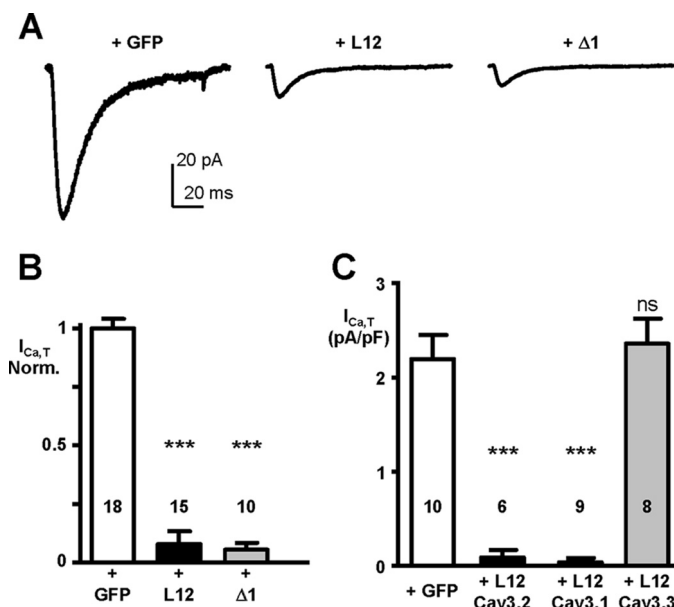 A
+ GFP
+ L12
+ Δ1
20 pA
20 ms
B
I Ca,T
Norm.
1
0.5
0
***
***
18
15
10
+
GFP
+
L12
+
Δ1
C
I Ca,T
(pA/pF)
3
2
1
0
ns
***
***
10
6
9
8
+ GFP
+ L12
Cav3.2
+ L12
Cav3.1
+ L12
Cav3.3